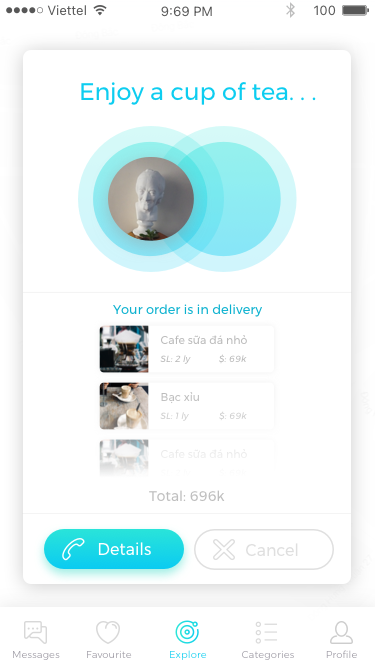 Viettel 9:69 PM 100
Enjoy a cup of tea. . .
Your order is in delivery
Cafe sữa đá nhỏ
SL: 2 ly $: 69k
Bạc xỉu
SL: 1 ly $: 69k
Cafe sữa đá nhỏ
Total: 696k
Details Cancel
Messages Favourite Explore Categories Profile